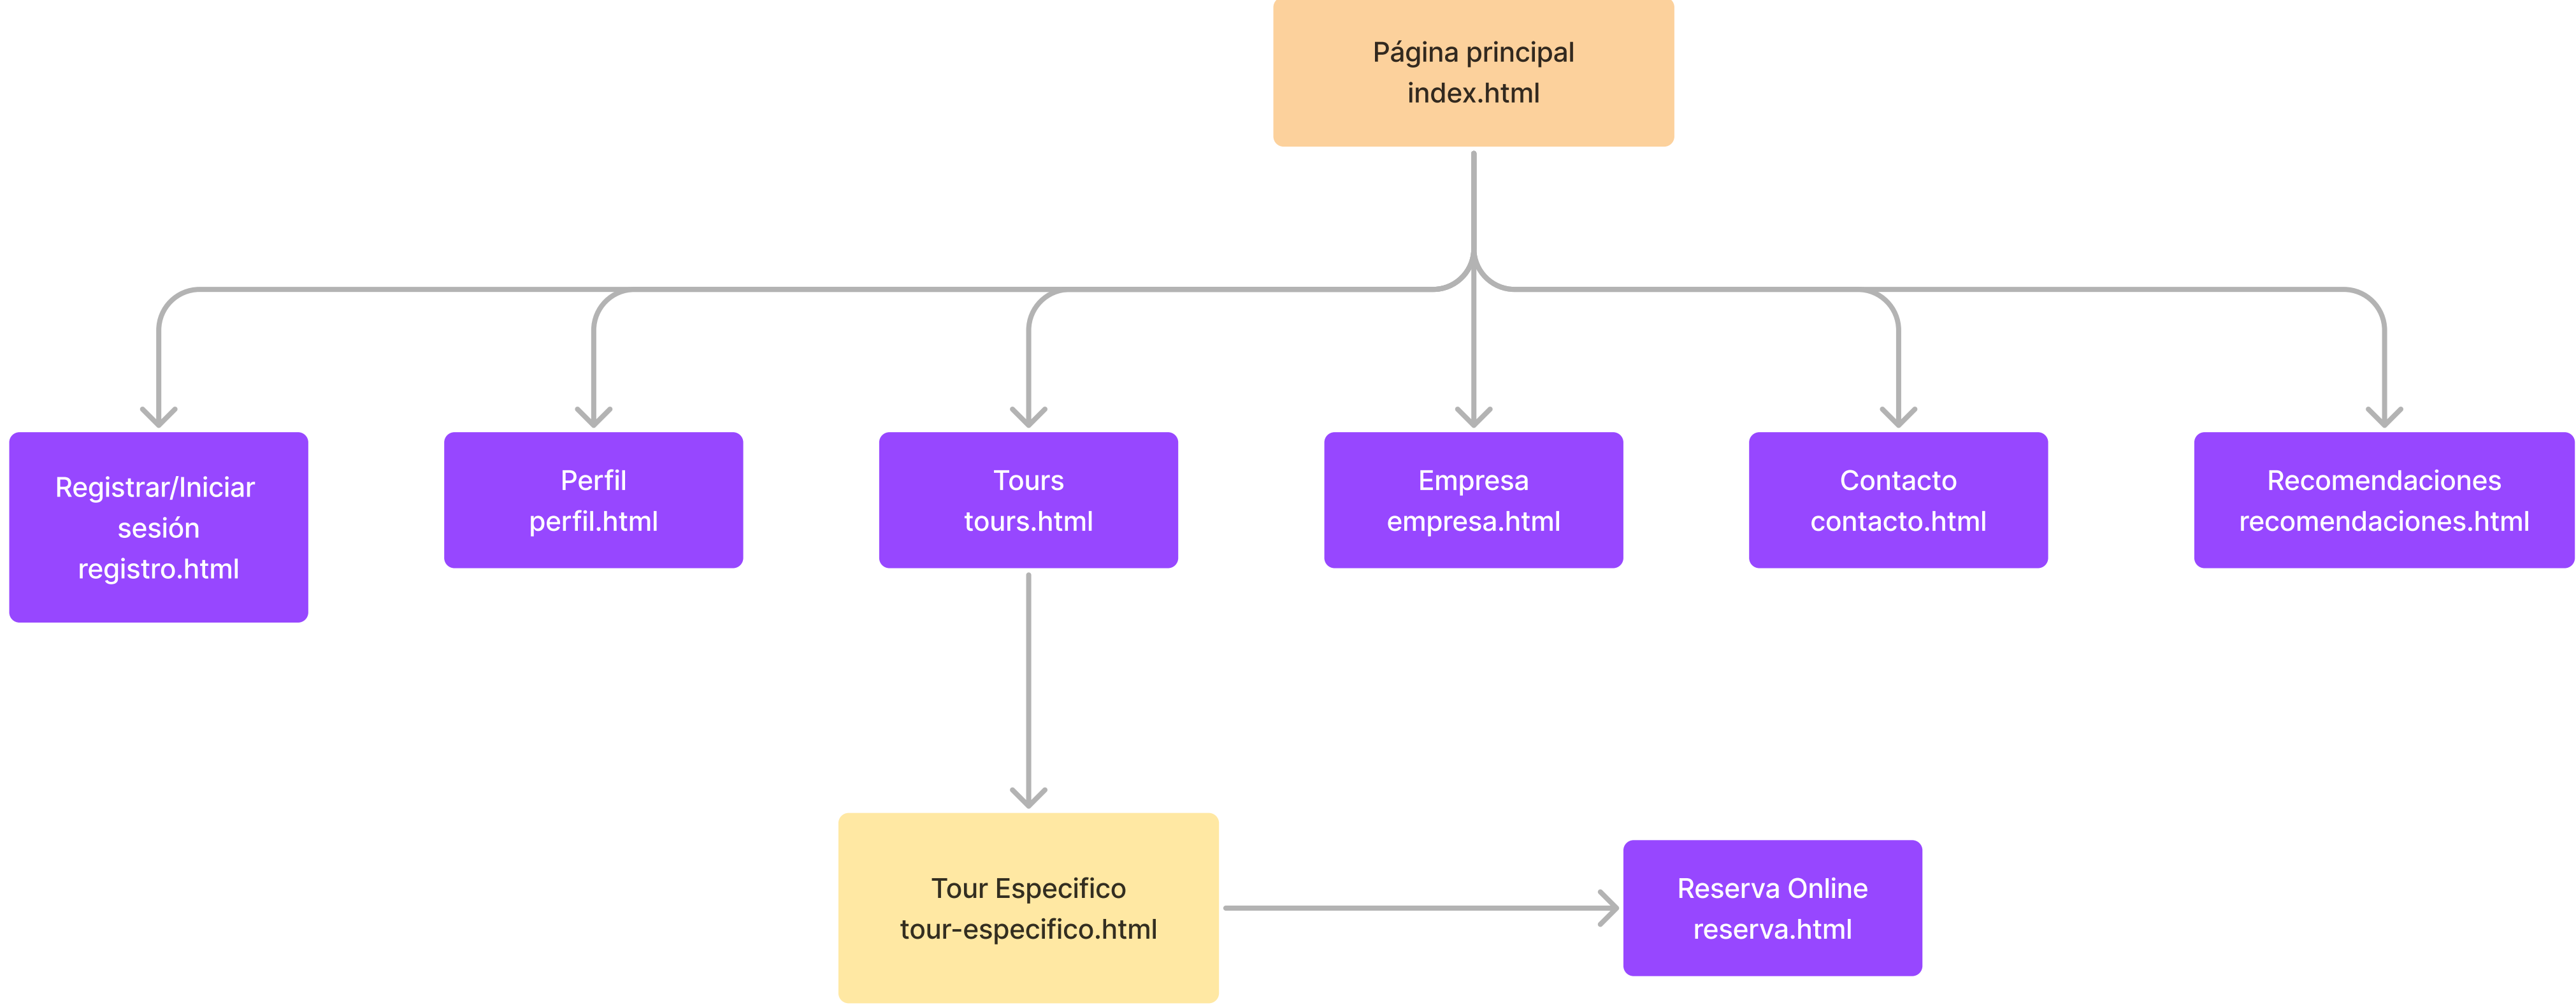 Página principal
index.html
Registrar/Iniciar
sesión
registro.html
Perfil
perfil.html
Tours
tours.html
Empresa
empresa.html
Contacto
contacto.html
Recomendaciones
recomendaciones.html
Tour Especifico
tour-especifico.html
Reserva Online
reserva.html